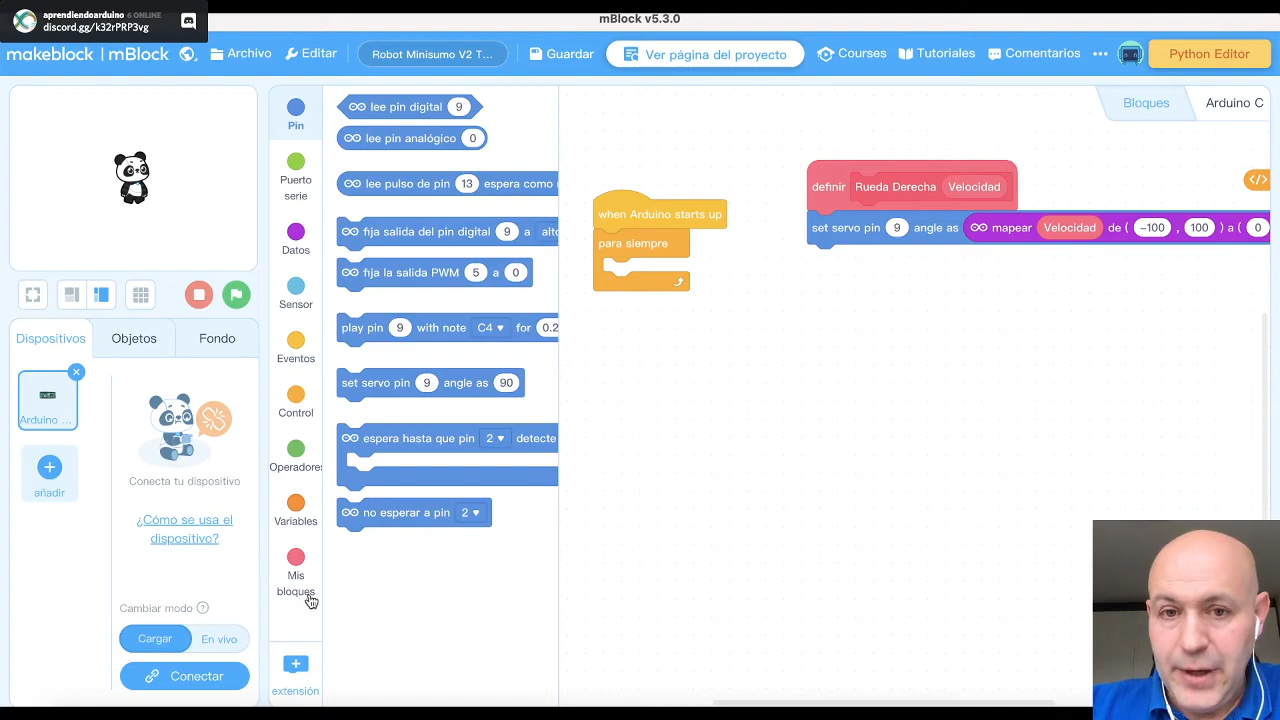 aprendiendoarduino 6 ONLINE
discord.gg/k32rPRP3vg
mBlock v5.3.0
makeblock | mBlock
Archivo
Editar
Robot Minisumo V2 T...
Guardar
Ver página del proyecto
Courses
Tutoriales
Comentarios
Python Editor
Bloques
Arduino C
Pin
Puerto
serie
Datos
Sensor
Eventos
Control
Operadores
Variables
Mis
bloques
extensión
lee pin digital 9
lee pin analógico 0
lee pulso de pin 13 espera como
fija salida del pin digital 9 a alto
fija la salida PWM 5 a 0
play pin 9 with note C4 for 0.2
set servo pin 9 angle as 90
espera hasta que pin 2 detecte
no esperar a pin 2
when Arduino starts up
para siempre
definir Rueda Derecha Velocidad
set servo pin 9 angle as mapear Velocidad de ( -100 , 100 ) a ( 0
Dispositivos
Objetos
Fondo
Arduino ...
añadir
Conecta tu dispositivo
¿Cómo se usa el
dispositivo?
Cambiar modo ?
Cargar
En vivo
Conectar